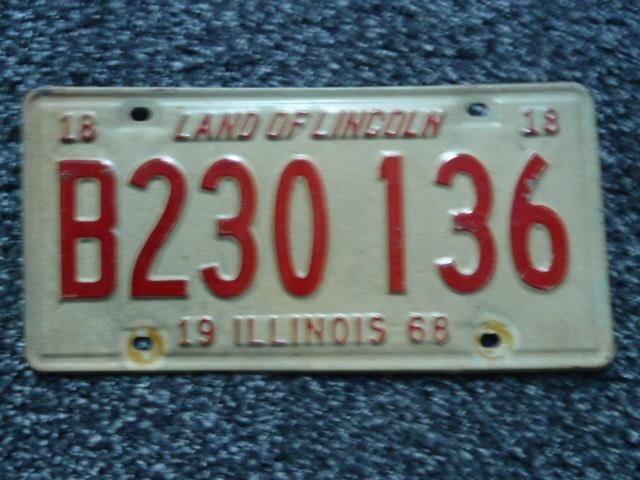 18 LAND OF LINCOLN 18
B230 136
19 ILLINOIS 68